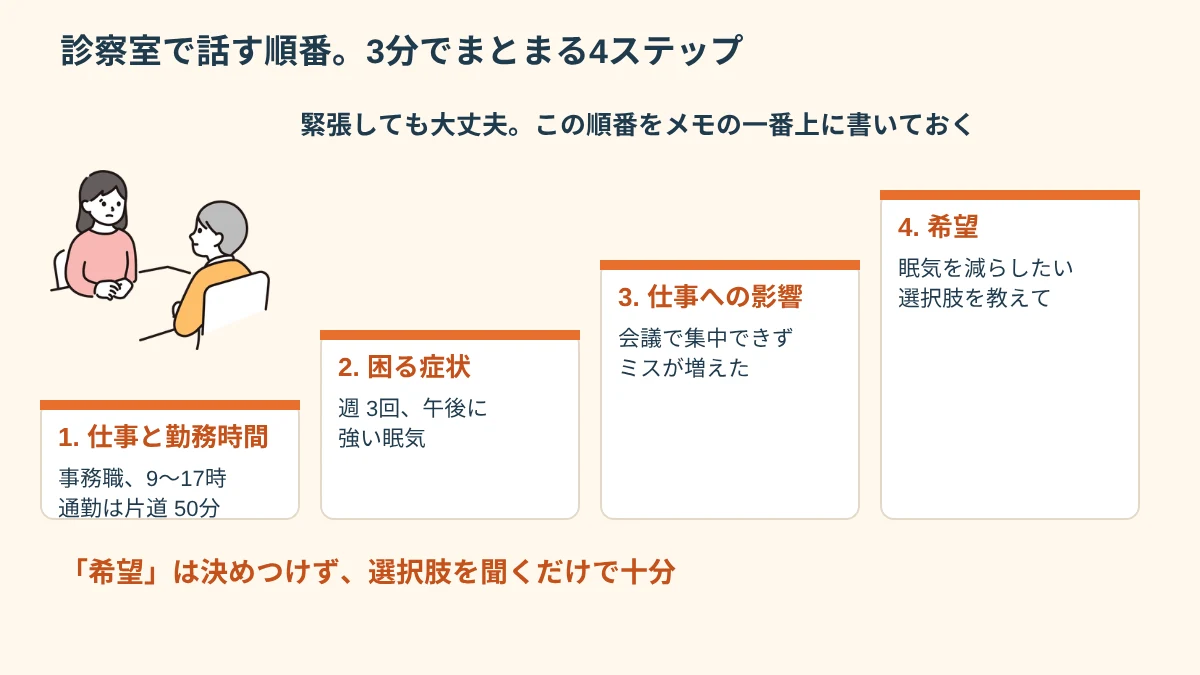 診察室で話す順番。3分でまとまる4ステップ
緊張しても大丈夫。この順番をメモの一番上に書いておく
1. 仕事と勤務時間
事務職、9〜17時
通勤は片道 50分
2. 困る症状
週 3回、午後に
強い眠気
3. 仕事への影響
会議で集中できず
ミスが増えた
4. 希望
眠気を減らしたい
選択肢を教えて
「希望」は決めつけず、選択肢を聞くだけで十分